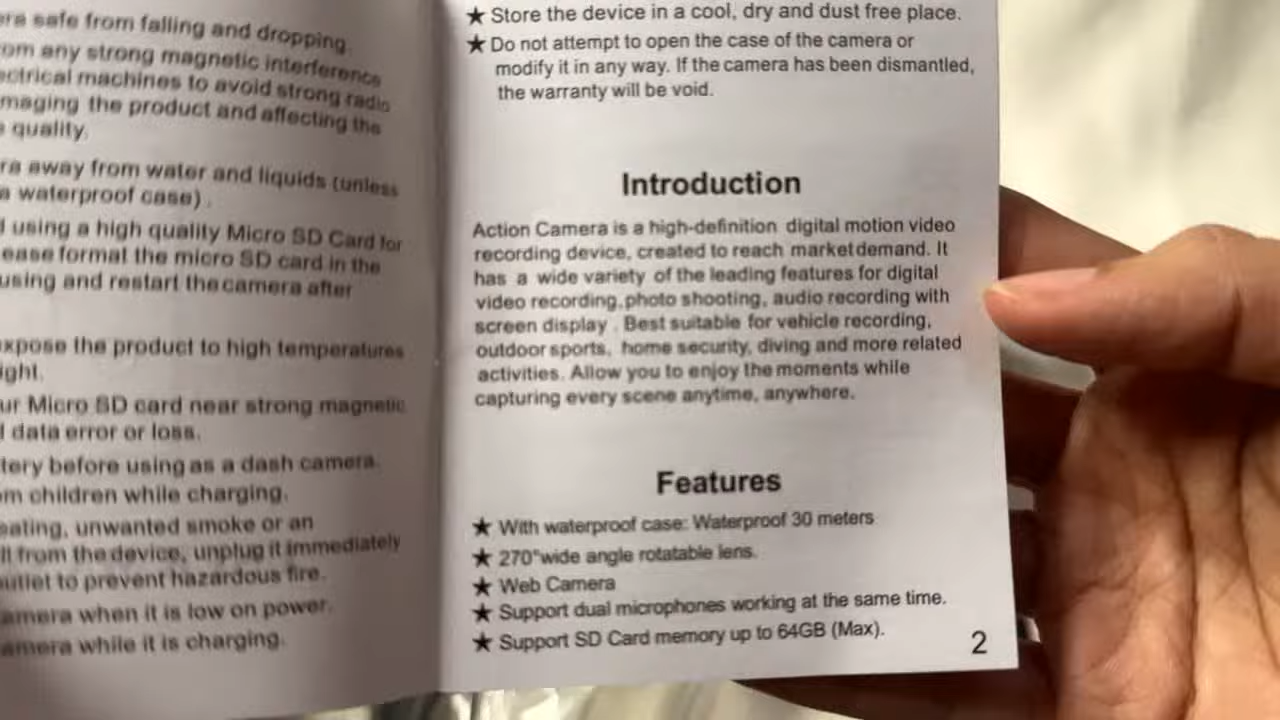 era safe from falling and dropping.
om any strong magnetic interference
ectrical machines to avoid strong radio
maging the product and affecting the
quality.
ra away from water and liquids (unless
a waterproof case) .
using a high quality Micro SD Card for
ease format the micro SD card in the
using and restart the camera after
expose the product to high temperatures
ight.
ur Micro SD card near strong magnetic
data error or loss.
tery before using as a dash camera.
om children while charging.
eating, unwanted smoke or an
ll from the device, unplug it immediately
outlet to prevent hazardous fire.
amera when it is low on power.
amera while it is charging.
★ Store the device in a cool, dry and dust free place.
★ Do not attempt to open the case of the camera or
modify it in any way. If the camera has been dismantled,
the warranty will be void.
Introduction
Action Camera is a high-definition digital motion video
recording device, created to reach market demand. It
has a wide variety of the leading features for digital
video recording, photo shooting, audio recording with
screen display . Best suitable for vehicle recording,
outdoor sports, home security, diving and more related
activities. Allow you to enjoy the moments while
capturing every scene anytime, anywhere.
Features
★ With waterproof case: Waterproof 30 meters
★ 270°wide angle rotatable lens.
★ Web Camera
★ Support dual microphones working at the same time.
★ Support SD Card memory up to 64GB (Max).
2